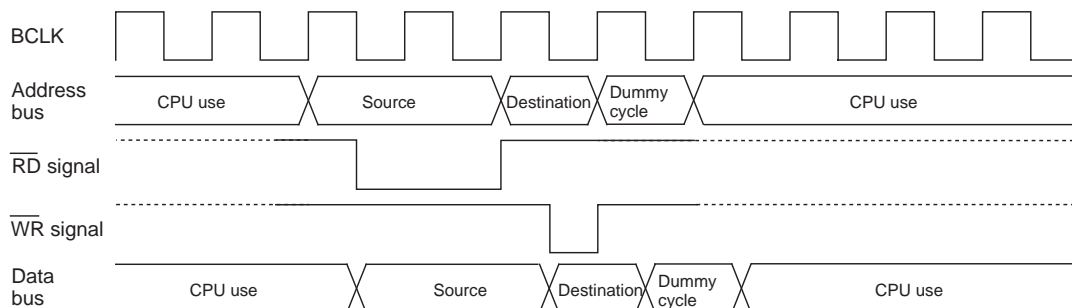 BCLK
Address
bus
CPU use
Source
Destination
Dummy
cycle
CPU use
RD signal
WR signal
Data
bus
CPU use
Source
Destination
Dummy
cycle
CPU use